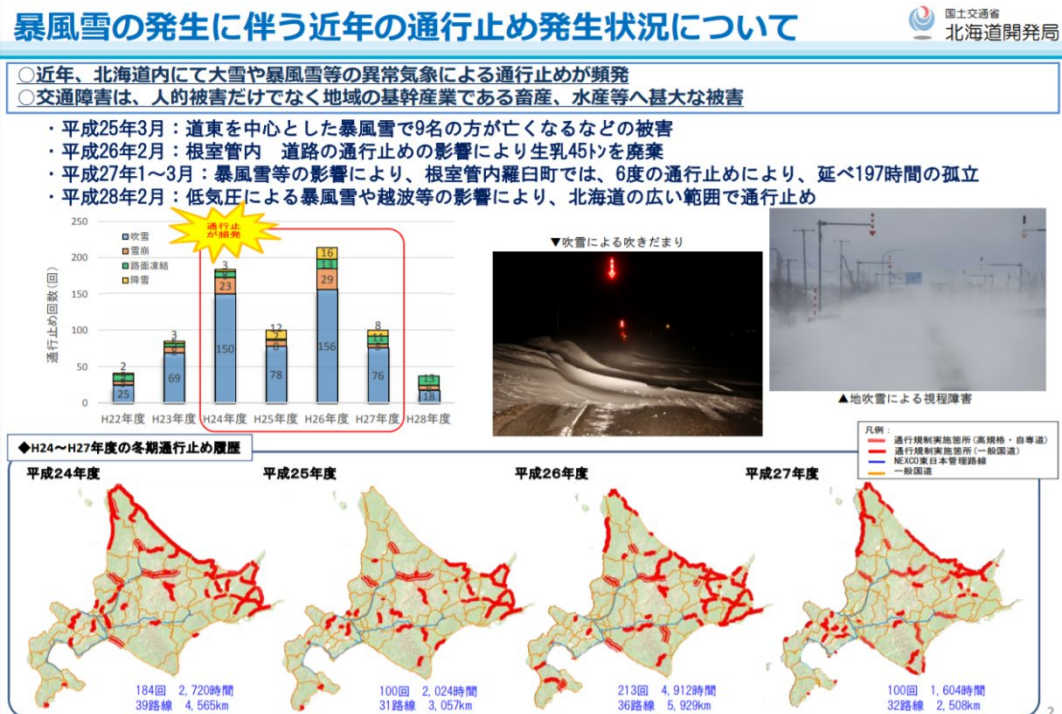 暴風雪の発生に伴う近年の通行止め発生状況について
国土交通省
北海道開発局
○近年、北海道内にて大雪や暴風雪等の異常気象による通行止めが頻発
○交通障害は、人的被害だけでなく地域の基幹産業である畜産、水産等へ甚大な被害
・平成25年3月：道東を中心とした暴風雪で9名の方が亡くなるなどの被害
・平成26年2月：根室管内　道路の通行止めの影響により生乳45トンを廃棄
・平成27年1～3月：暴風雪等の影響により、根室管内羅臼町では、6度の通行止めにより、延べ197時間の孤立
・平成28年2月：低気圧による暴風雪や越波等の影響により、北海道の広い範囲で通行止め
通行止
が頻発
通行止め回数(回)
250
200
150
100
50
0
吹雪
雪崩
路面凍結
降雪
2
25
3
69
3
23
150
12
78
16
13
29
156
8
11
76
13
18
H22年度 H23年度 H24年度 H25年度 H26年度 H27年度 H28年度
▼吹雪による吹きだまり
▲地吹雪による視程障害
凡例：
通行規制実施箇所(高規格・自専道)
通行規制実施箇所(一般国道)
NEXCO東日本管理路線
一般国道
◆H24～H27年度の冬期通行止め履歴
平成24年度
184回 2,720時間
39路線 4,565km
平成25年度
100回 2,024時間
31路線 3,057km
平成26年度
213回 4,912時間
36路線 5,929km
平成27年度
100回 1,604時間
32路線 2,508km
2